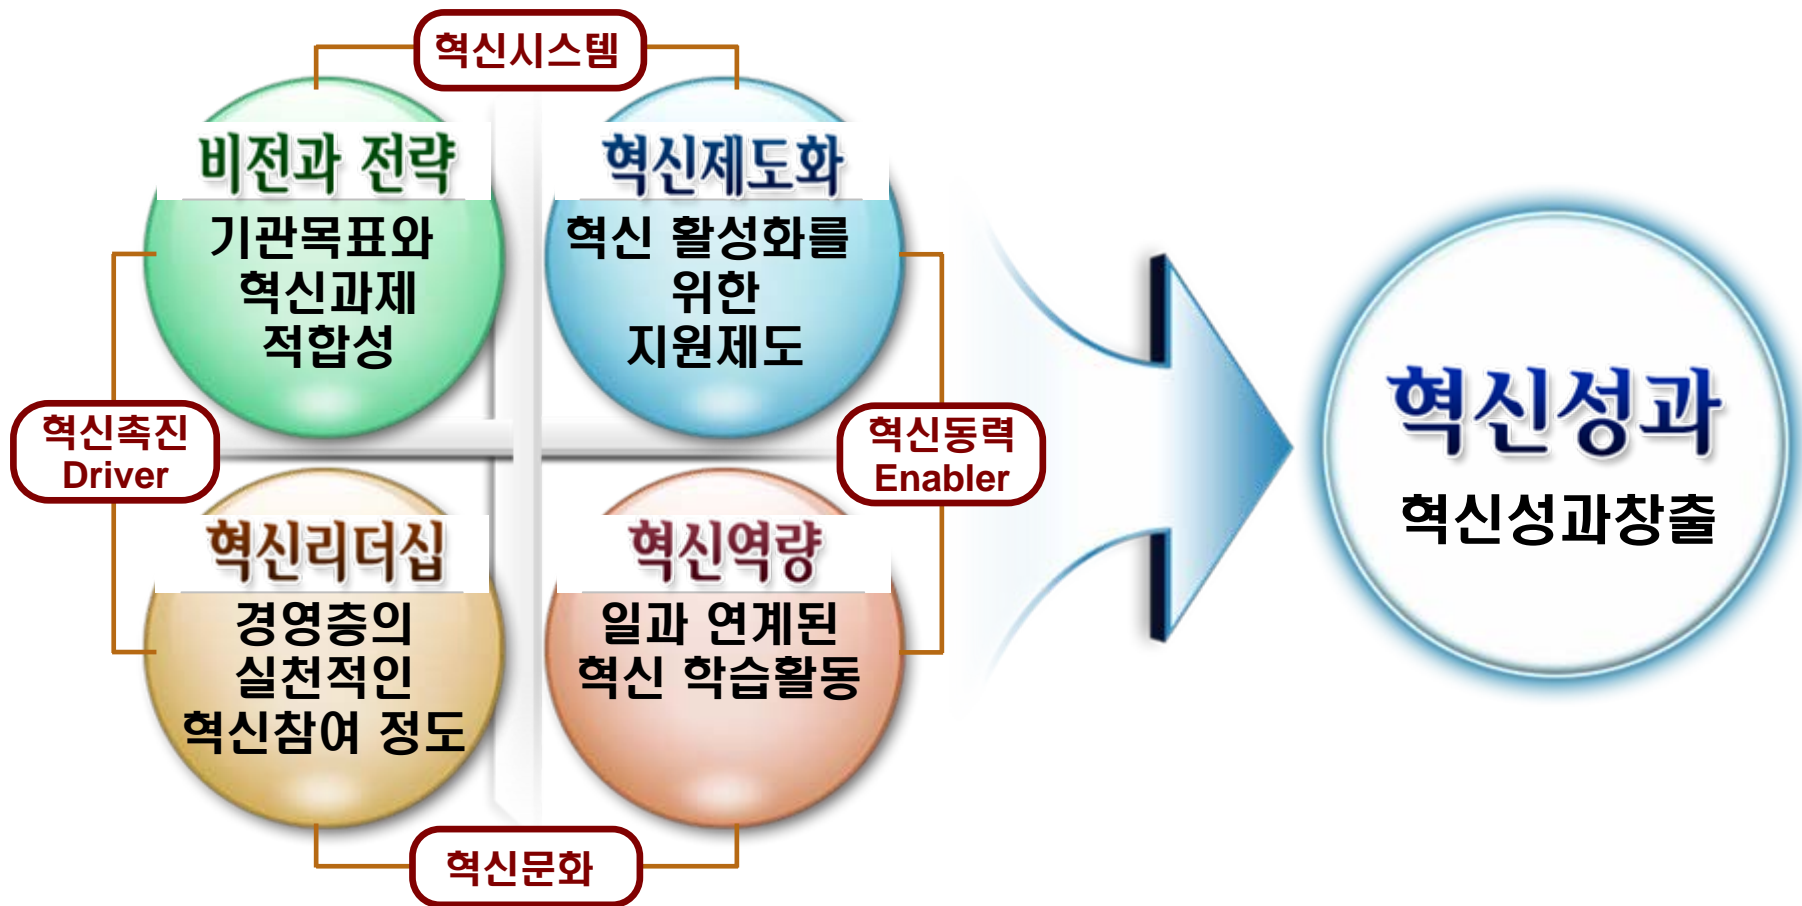 혁신시스템
비전과 전략
기관목표와
혁신과제
적합성
혁신제도화
혁신 활성화를
위한
지원제도
혁신촉진
Driver
혁신동력
Enabler
혁신리더십
경영층의
실천적인
혁신참여 정도
혁신역량
일과 연계된
혁신 학습활동
혁신문화
혁신성과
혁신성과창출